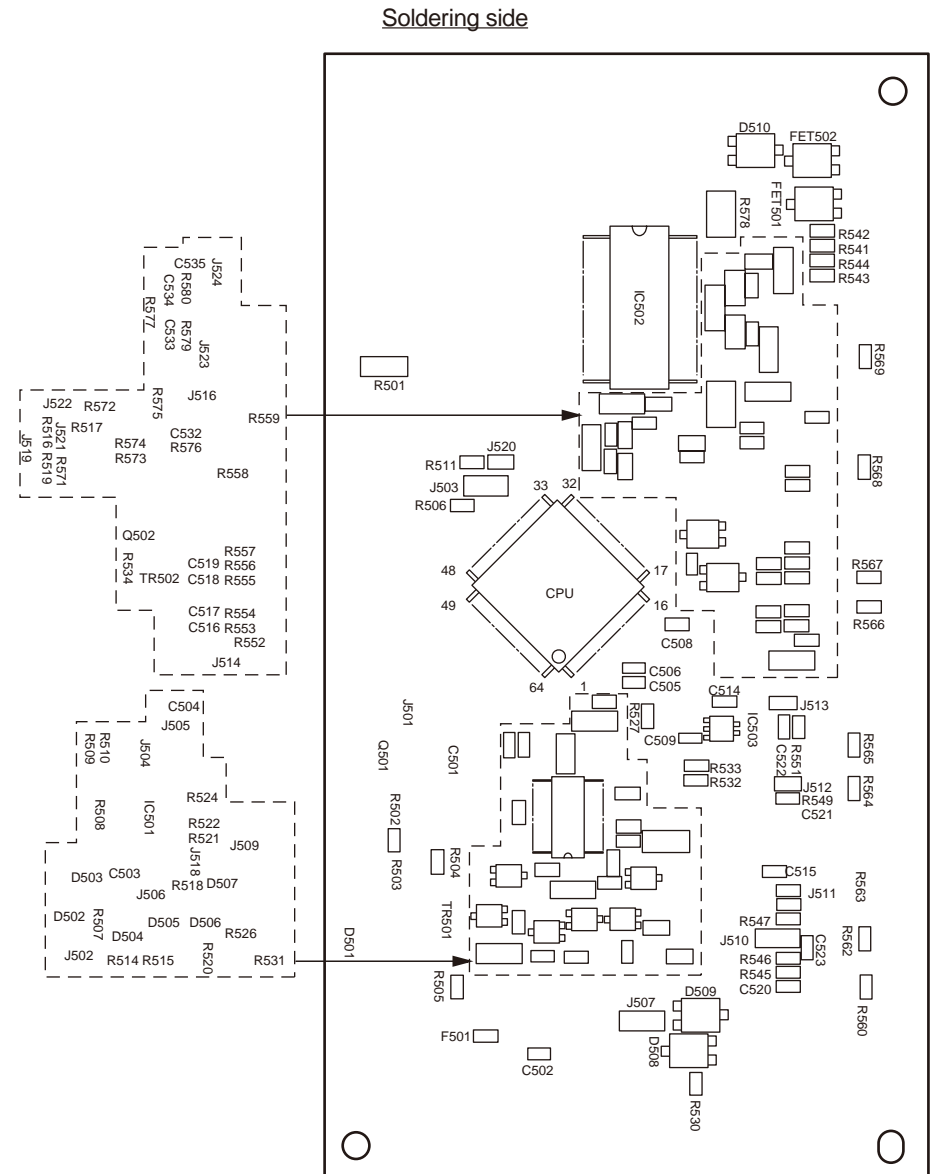 Soldering side
D510
FET502
FET501
R578
R542
R541
R544
R543
IC502
R569
R501
R568
J520
R511
J503
R506
33
32
48
17
CPU
49
16
64
1
R567
R566
C508
C506
C505
C514
J513
R527
IC503
C509
R533
R532
C522
R551
R565
R564
J512
R549
C521
J501
Q501
C501
R502
R503
R504
TR501
D501
R505
C515
J511
R563
R547
J510
C523
R562
R546
R545
C520
R560
J507
D509
D508
F501
C502
R530
C535
J524
R580
C534
R577
C533
R579
J523
R575
J516
R559
J522
R572
R517
C532
R574
R576
R573
J519
R516
R519
J521
R571
R558
Q502
R557
R534
C519
R556
TR502
C518
R555
C517
R554
C516
R553
R552
J514
C504
J505
R509
R510
J504
R508
IC501
R524
R522
R521
J518
J509
D503
C503
J506
R518
D507
D502
R507
D504
D505
D506
R526
J502
R514
R515
R520
R531